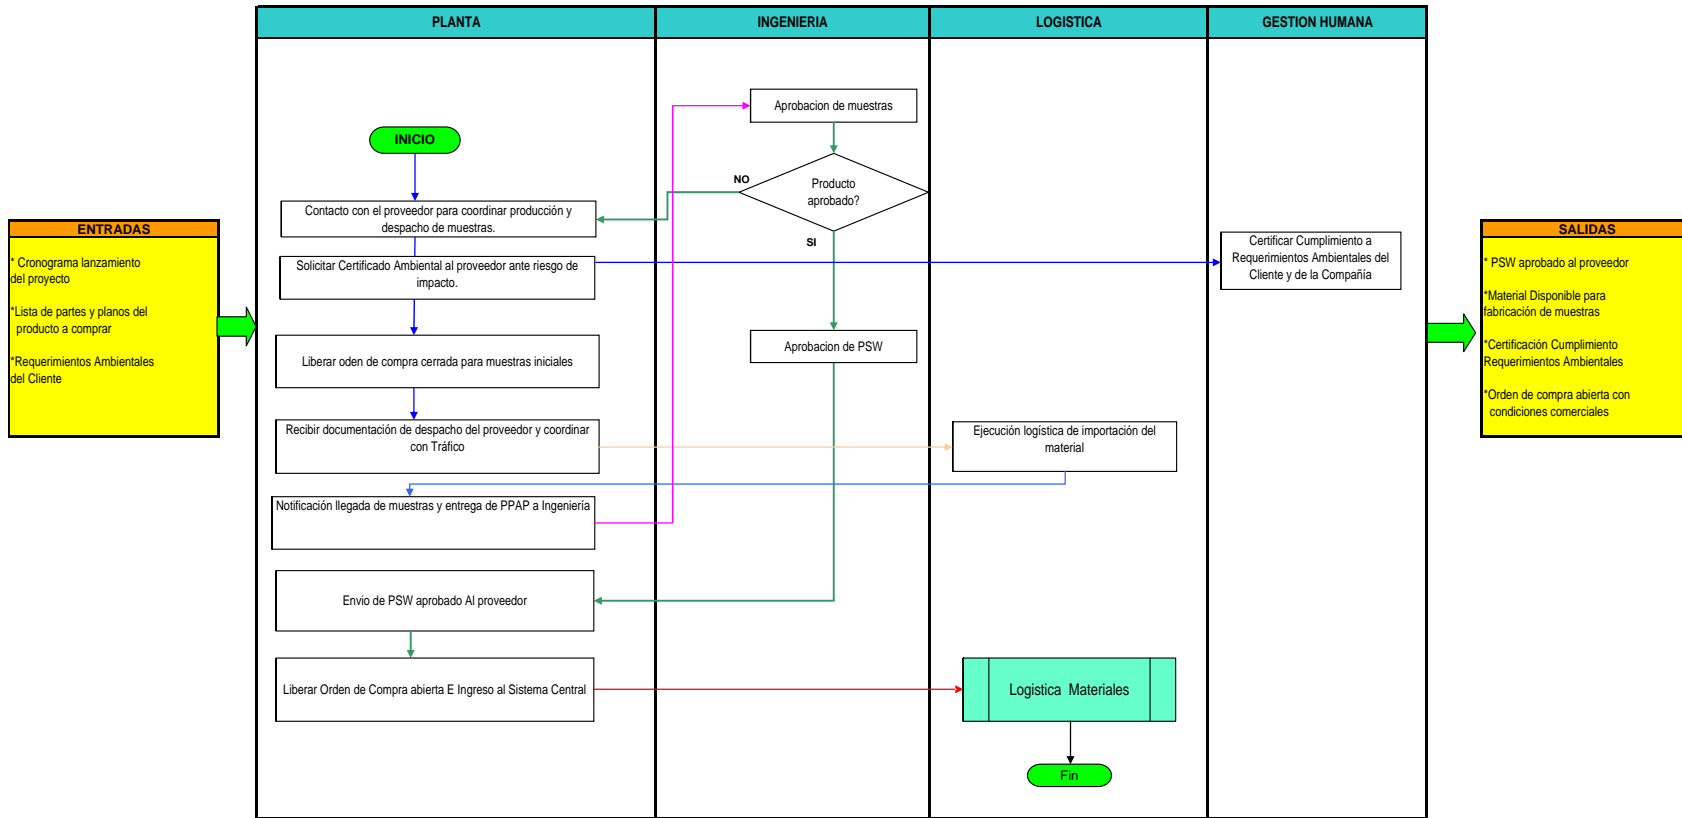 PLANTA
INGENIERIA
LOGISTICA
GESTION HUMANA
ENTRADAS
* Cronograma lanzamiento
del proyecto
*Lista de partes y planos del
producto a comprar
*Requerimientos Ambientales
del Cliente
INICIO
Contacto con el proveedor para coordinar producción y
despacho de muestras.
Solicitar Certificado Ambiental al proveedor ante riesgo de
impacto.
Liberar oden de compra cerrada para muestras iniciales
Recibir documentación de despacho del proveedor y coordinar
con Tráfico
Notificación llegada de muestras y entrega de PPAP a Ingeniería
Envio de PSW aprobado Al proveedor
Liberar Orden de Compra abierta E Ingreso al Sistema Central
Aprobacion de muestras
Producto
aprobado?
NO
SI
Aprobacion de PSW
Ejecución logística de importación del
material
Logistica Materiales
Fin
Certificar Cumplimiento a
Requerimientos Ambientales del
Cliente y de la Compañía
SALIDAS
* PSW aprobado al proveedor
*Material Disponible para
fabricación de muestras
*Certificación Cumplimiento
Requerimientos Ambientales
*Orden de compra abierta con
condiciones comerciales